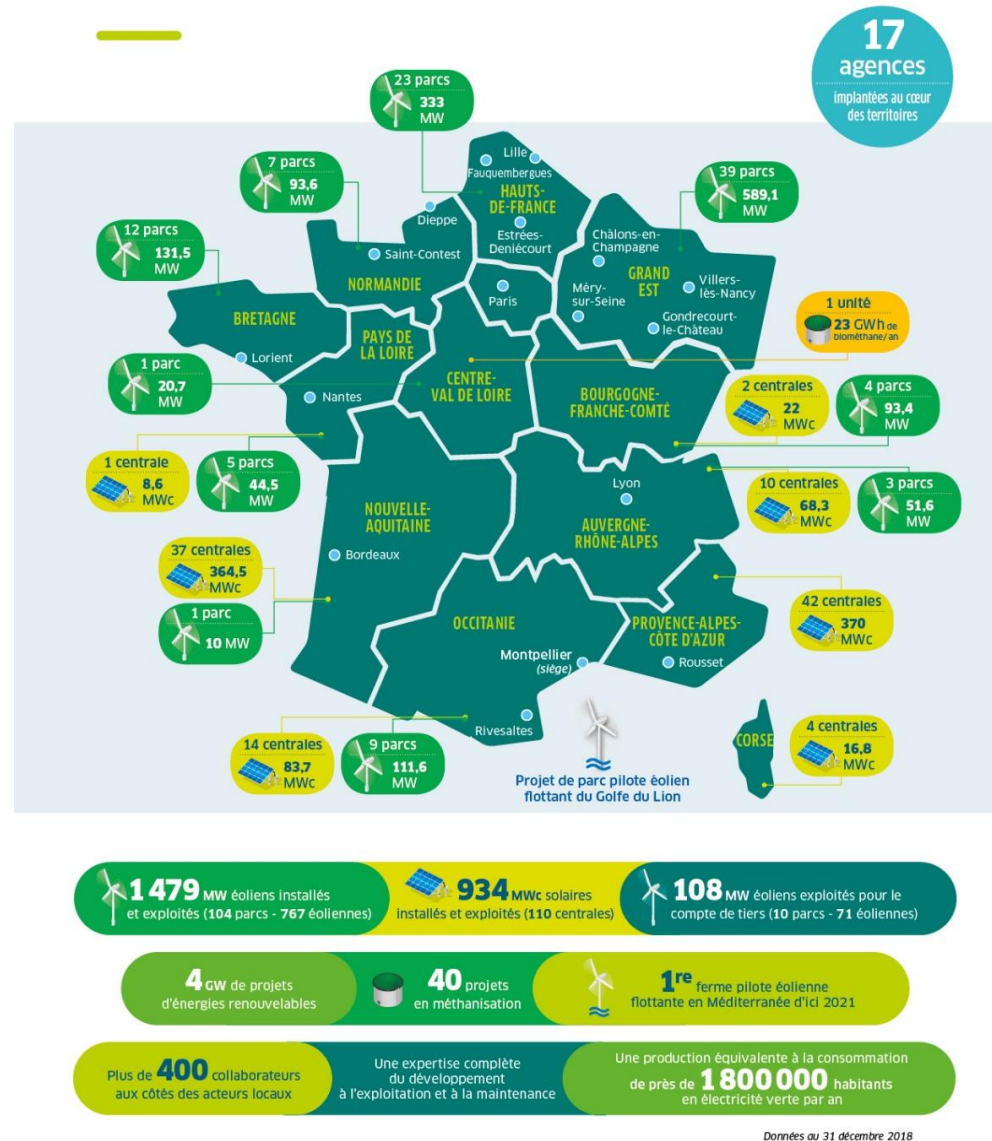 17
agences
implantées au cœur
des territoires
23 parcs
333
MW
7 parcs
93,6
MW
39 parcs
589,1
MW
12 parcs
131,5
MW
Lille
Fauquembergues
HAUTS-
DE-FRANCE
Estrées-
Deniécourt
Dieppe
Saint-Contest
NORMANDIE
Paris
Châlons-en-
Champagne
GRAND
EST
Méry-
sur-Seine
Villers-
lès-Nancy
Gondrecourt-
le-Château
1 unité
23 GWh de
biométhane/an
BRETAGNE
Lorient
PAYS DE
LA LOIRE
Nantes
1 parc
20,7
MW
CENTRE-
VAL DE LOIRE
BOURGOGNE-
FRANCHE-COMTÉ
2 centrales
22
MWc
4 parcs
93,4
MW
1 centrale
8,6
MWc
5 parcs
44,5
MW
10 centrales
68,3
MWc
3 parcs
51,6
MW
Lyon
AUVERGNE-
RHÔNE-ALPES
NOUVELLE-
AQUITAINE
Bordeaux
37 centrales
364,5
MWc
1 parc
10 MW
42 centrales
370
MWc
OCCITANIE
Montpellier
(siège)
PROVENCE-ALPES-
CÔTE D'AZUR
Rousset
Rivesaltes
14 centrales
83,7
MWc
9 parcs
111,6
MW
Projet de parc pilote éolien
flottant du Golfe du Lion
CORSE
4 centrales
16,8
MWc
1 479 MW éoliens installés
et exploités (104 parcs - 767 éoliennes)
934 MWc solaires
installés et exploités (110 centrales)
108 MW éoliens exploités pour le
compte de tiers (10 parcs - 71 éoliennes)
4 GW de projets
d'énergies renouvelables
40 projets
en méthanisation
1re ferme pilote éolienne
flottante en Méditerranée d'ici 2021
Plus de 400 collaborateurs
aux côtés des acteurs locaux
Une expertise complète
du développement
à l'exploitation et à la maintenance
Une production équivalente à la consommation
de près de 1 800 000 habitants
en électricité verte par an
Données au 31 décembre 2018